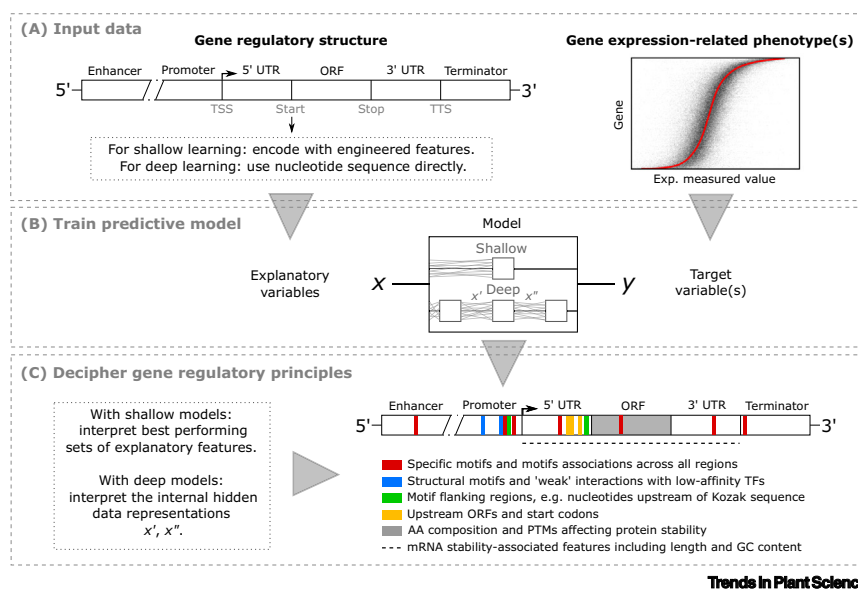 (A) Input data
Gene regulatory structure
Gene expression-related phenotype(s)
Enhancer
Promoter
5' UTR
ORF
3' UTR
Terminator
5'
3'
TSS
Start
Stop
TTS
For shallow learning: encode with engineered features.
For deep learning: use nucleotide sequence directly.
Gene
Exp. measured value
(B) Train predictive model
Model
Shallow
Deep
x'
x"
Explanatory
variables
x
y
Target
variable(s)
(C) Decipher gene regulatory principles
With shallow models:
interpret best performing
sets of explanatory features.
With deep models:
interpret the internal hidden
data representations
x', x".
Enhancer
Promoter
5' UTR
ORF
3' UTR
Terminator
5'
3'
Specific motifs and motifs associations across all regions
Structural motifs and 'weak' interactions with low-affinity TFs
Motif flanking regions, e.g. nucleotides upstream of Kozak sequence
Upstream ORFs and start codons
AA composition and PTMs affecting protein stability
mRNA stability-associated features including length and GC content
Trends in Plant Science